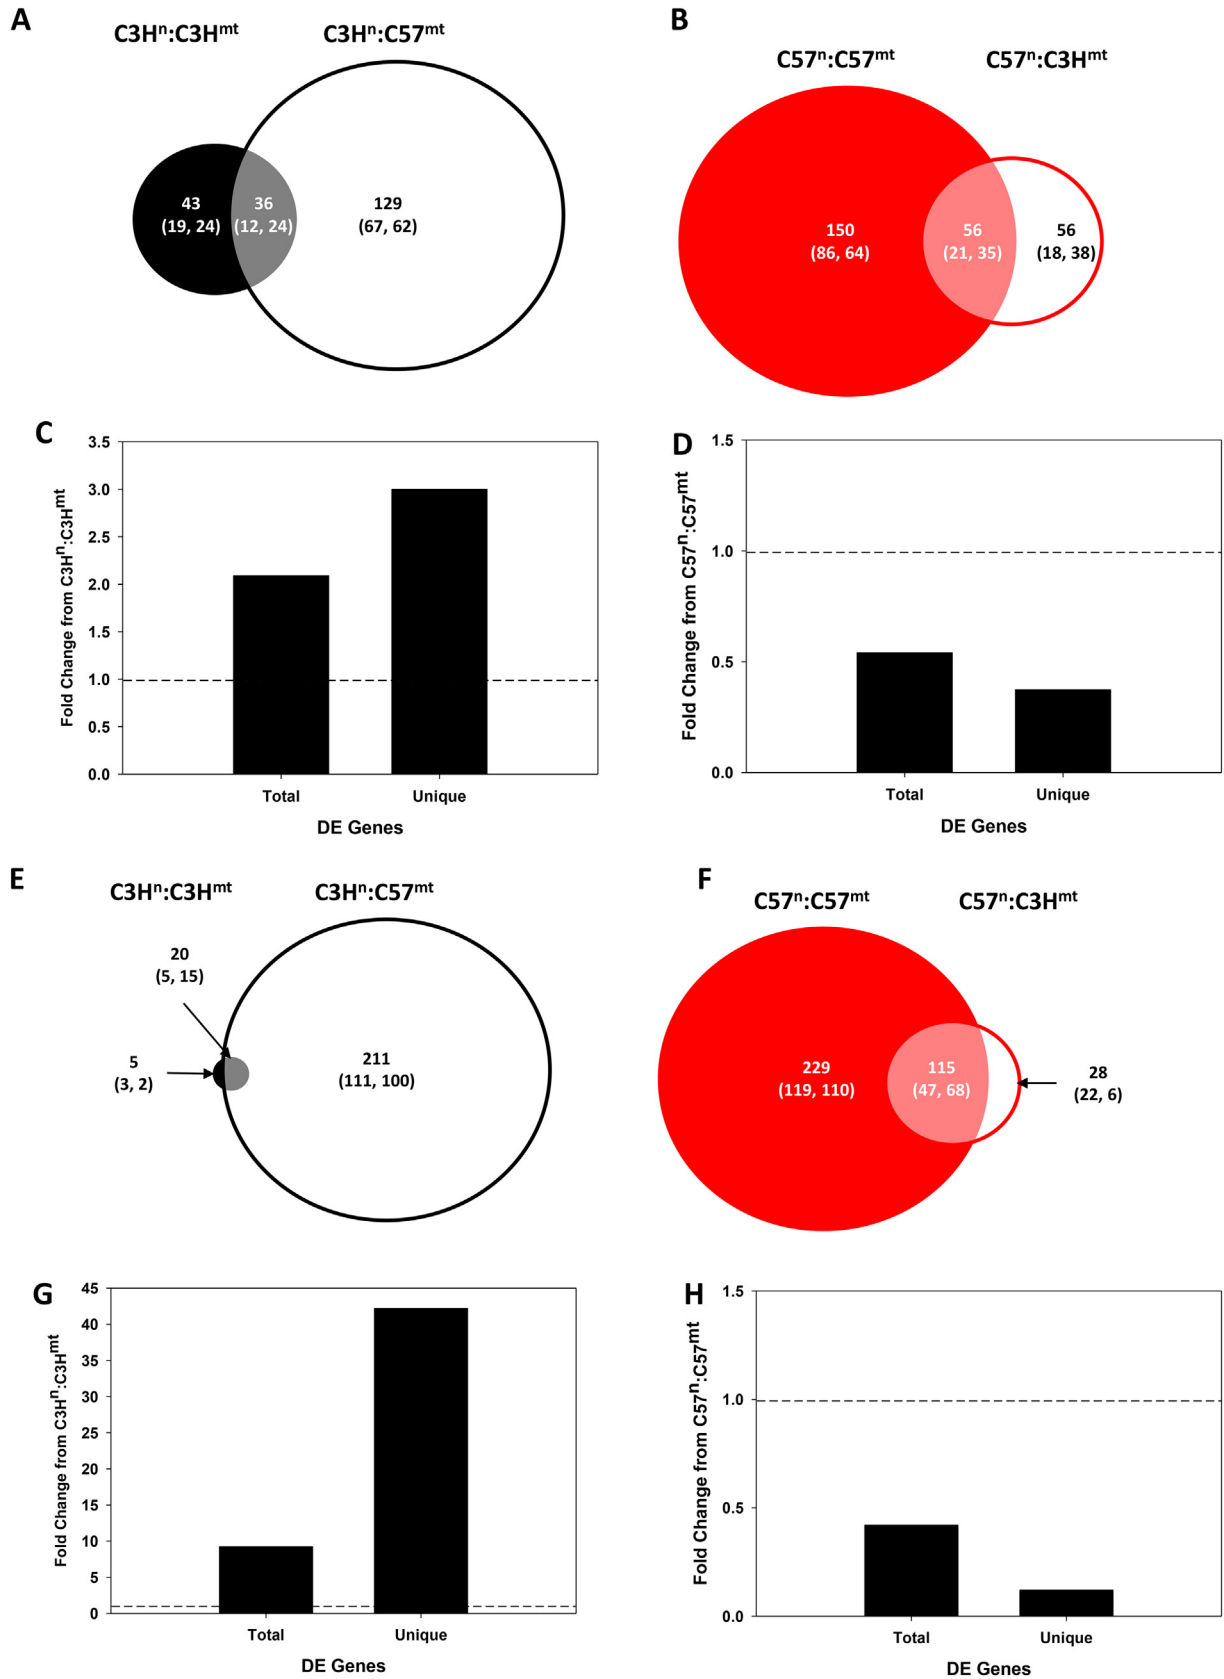 A
C3Hⁿ:C3Hᵐᵗ
C3Hⁿ:C57ᵐᵗ
43
(19, 24)
36
(12, 24)
129
(67, 62)
B
C57ⁿ:C57ᵐᵗ
C57ⁿ:C3Hᵐᵗ
150
(86, 64)
56
(21, 35)
56
(18, 38)
C
Fold Change from C3Hⁿ:C3Hᵐᵗ
3.5
3.0
2.5
2.0
1.5
1.0
0.5
0.0
Total
Unique
DE Genes
D
Fold Change from C57ⁿ:C57ᵐᵗ
1.5
1.0
0.5
0.0
Total
Unique
DE Genes
E
C3Hⁿ:C3Hᵐᵗ
C3Hⁿ:C57ᵐᵗ
20
(5, 15)
5
(3, 2)
211
(111, 100)
F
C57ⁿ:C57ᵐᵗ
C57ⁿ:C3Hᵐᵗ
229
(119, 110)
115
(47, 68)
28
(22, 6)
G
Fold Change from C3Hⁿ:C3Hᵐᵗ
45
40
35
30
25
20
15
10
5
0
Total
Unique
DE Genes
H
Fold Change from C57ⁿ:C57ᵐᵗ
1.5
1.0
0.5
0.0
Total
Unique
DE Genes